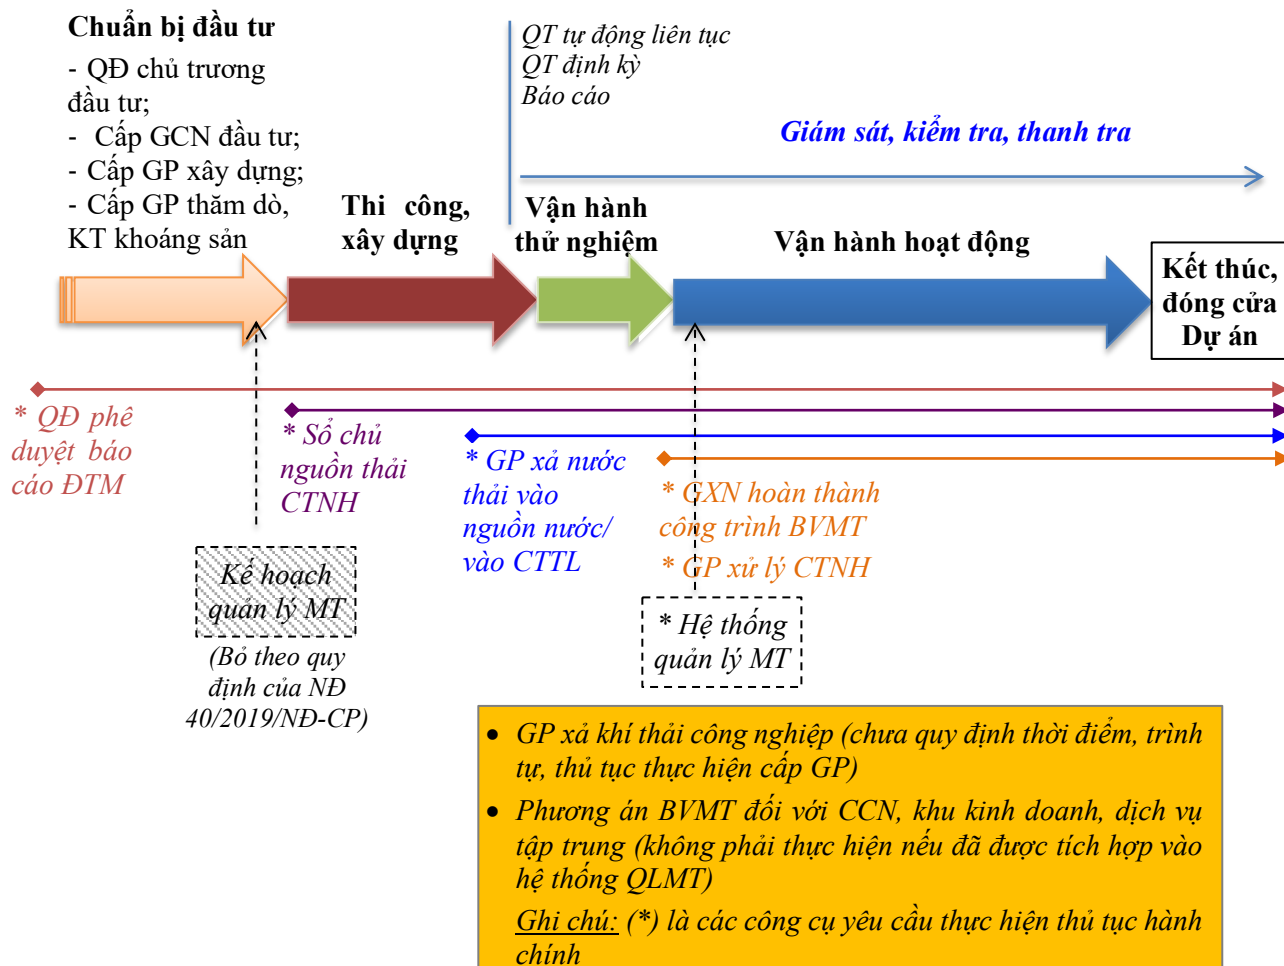 Chuẩn bị đầu tư
- QĐ chủ trương
đầu tư;
- Cấp GCN đầu tư;
- Cấp GP xây dựng;
- Cấp GP thăm dò,
KT khoáng sản
QT tự động liên tục
QT định kỳ
Báo cáo
Giám sát, kiểm tra, thanh tra
Thi công,
xây dựng
Vận hành
thử nghiệm
Vận hành hoạt động
Kết thúc,
đóng cửa
Dự án
* QĐ phê
duyệt báo
cáo ĐTM
* Sổ chủ
nguồn thải
CTNH
* GP xả nước
thải vào
nguồn nước/
vào CTTL
* GXN hoàn thành
công trình BVMT
* GP xử lý CTNH
Kế hoạch
quản lý MT
(Bỏ theo quy
định của NĐ
40/2019/NĐ-CP)
* Hệ thống
quản lý MT
• GP xả khí thải công nghiệp (chưa quy định thời điểm, trình
tự, thủ tục thực hiện cấp GP)
• Phương án BVMT đối với CCN, khu kinh doanh, dịch vụ
tập trung (không phải thực hiện nếu đã được tích hợp vào
hệ thống QLMT)
Ghi chú: (*) là các công cụ yêu cầu thực hiện thủ tục hành
chính